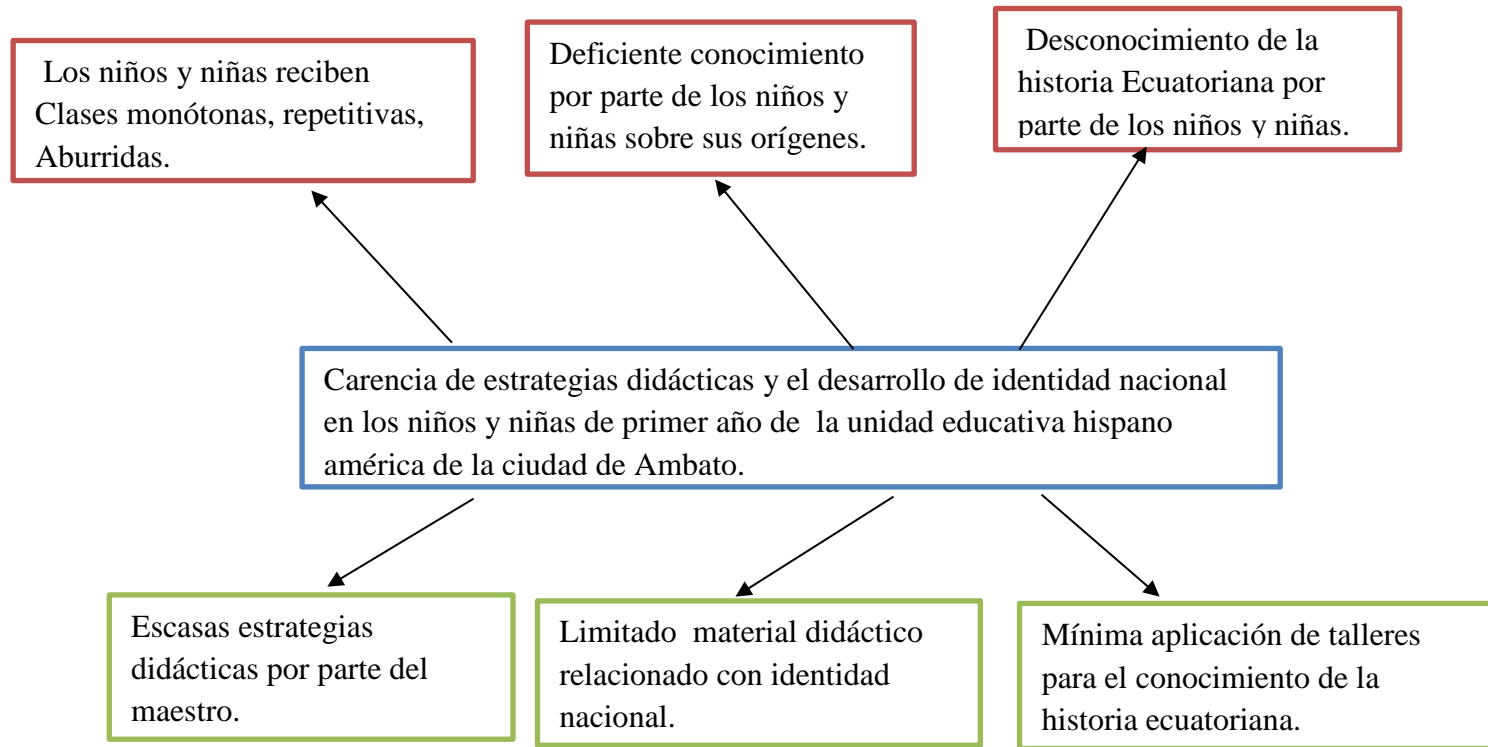 Los niños y niñas reciben
Clases monótonas, repetitivas,
Aburridas.
Deficiente conocimiento
por parte de los niños y
niñas sobre sus orígenes.
Desconocimiento de la
historia Ecuatoriana por
parte de los niños y niñas.
Carencia de estrategias didácticas y el desarrollo de identidad nacional
en los niños y niñas de primer año de la unidad educativa hispano
américa de la ciudad de Ambato.
Escasas estrategias
didácticas por parte del
maestro.
Limitado material didáctico
relacionado con identidad
nacional.
Mínima aplicación de talleres
para el conocimiento de la
historia ecuatoriana.